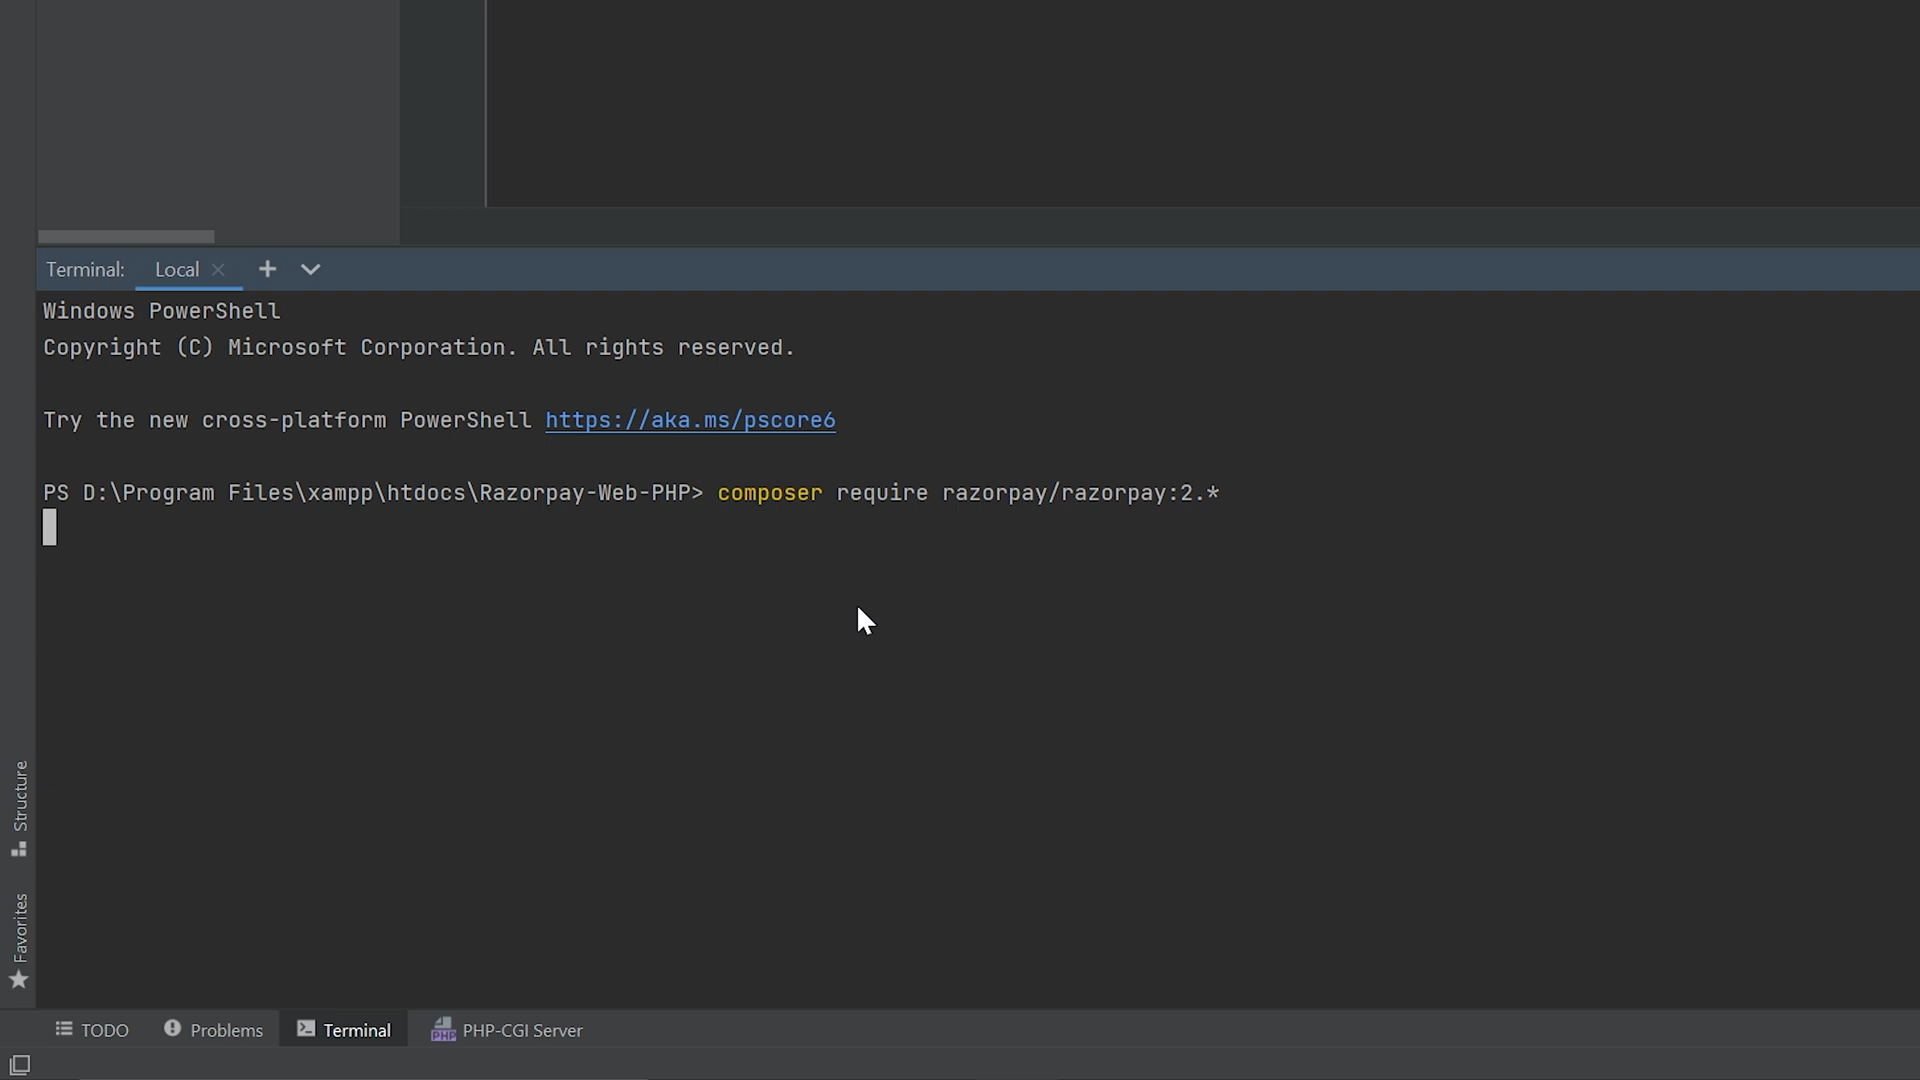 Terminal: Local
Windows PowerShell
Copyright (C) Microsoft Corporation. All rights reserved.
Try the new cross-platform PowerShell https://aka.ms/pscore6
PS D:\Program Files\xampp\htdocs\Razorpay-Web-PHP> composer require razorpay/razorpay:2.*
Structure
Favorites
TODO Problems Terminal PHP PHP-CGI Server